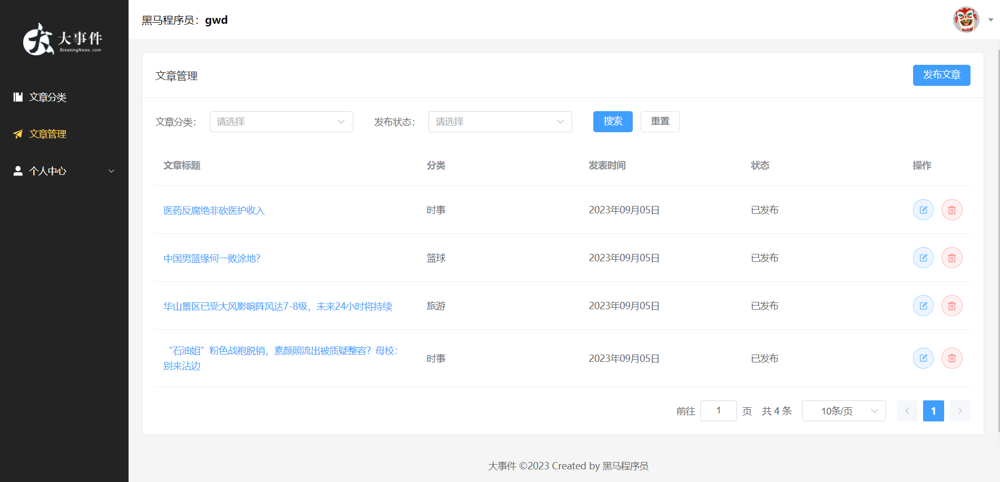 大事件
BreakingNews.com
文章分类
文章管理
个人中心
黑马程序员：gwd
文章管理
发布文章
文章分类：
请选择
发布状态：
请选择
搜索
重置
文章标题 分类 发表时间 状态 操作
医药反腐绝非砍医护收入 时事 2023年09月05日 已发布
中国男篮缘何一败涂地？ 篮球 2023年09月05日 已发布
华山景区已受大风影响阵风达7-8级，未来24小时将持续 旅游 2023年09月05日 已发布
“石油姐”粉色战袍脱销，素颜照流出被质疑整容？母校：
别来沾边
时事 2023年09月05日 已发布
前往 1 页 共 4 条 10条/页 1
大事件 ©2023 Created by 黑马程序员